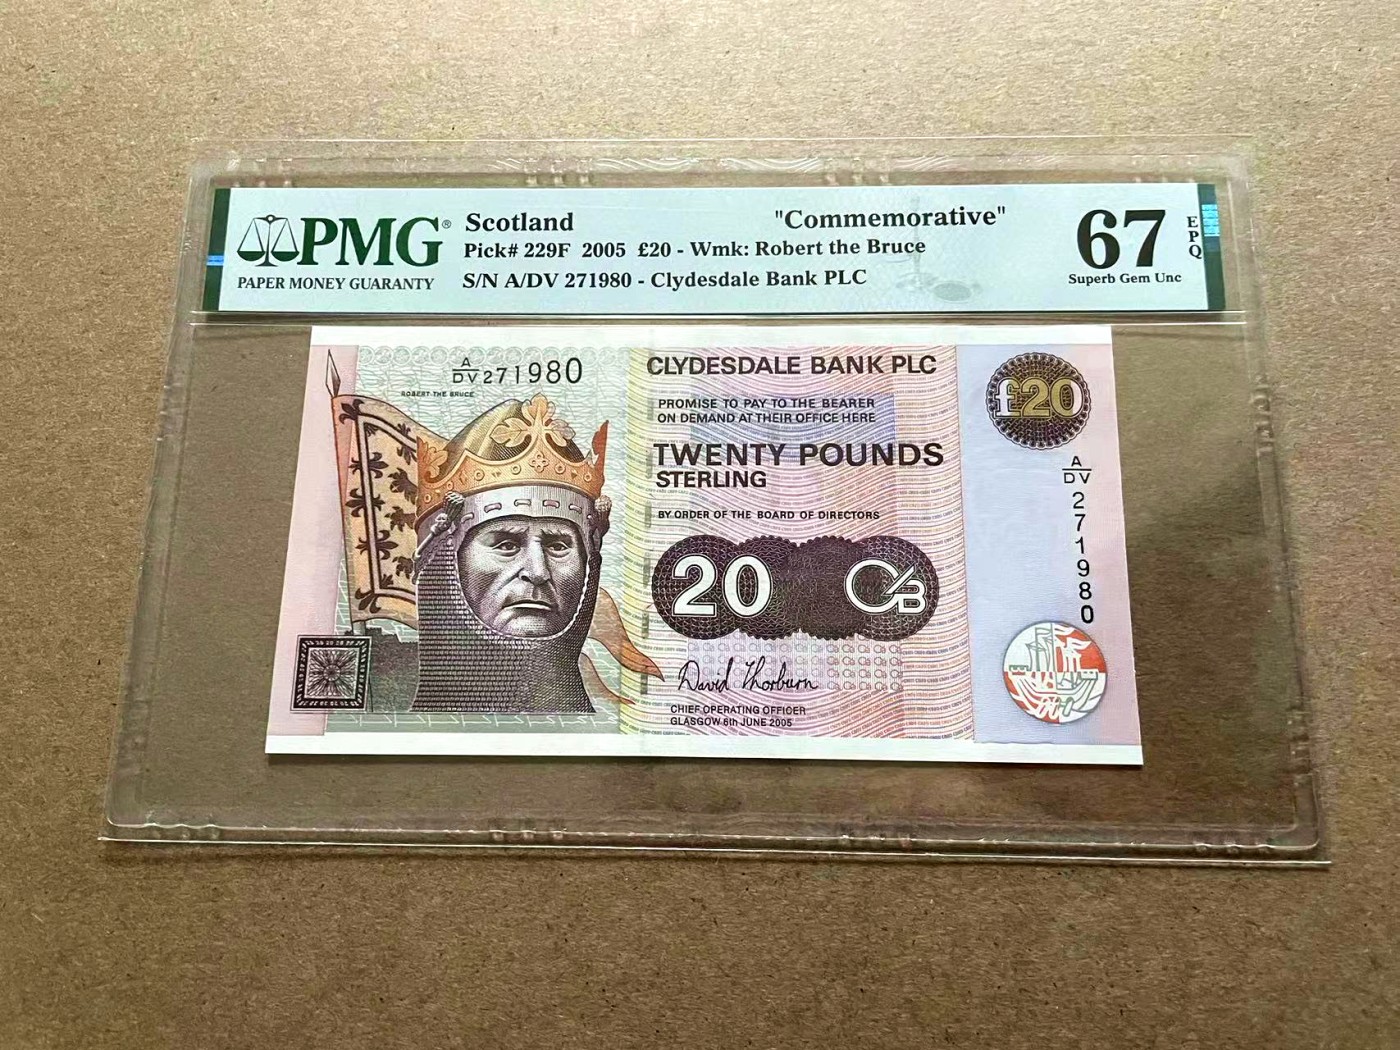 PMG®
PAPER MONEY GUARANTY
Scotland "Commemorative"
Pick# 229F 2005 £20 - Wmk: Robert the Bruce
S/N A/DV 271980 - Clydesdale Bank PLC
67
EPQ
Superb Gem Unc
A/DV 271980
ROBERT THE BRUCE
CLYDESDALE BANK PLC
PROMISE TO PAY TO THE BEARER
ON DEMAND AT THEIR OFFICE HERE
TWENTY POUNDS
STERLING
BY ORDER OF THE BOARD OF DIRECTORS
20 CB
David Thorburn
CHIEF OPERATING OFFICER
GLASGOW 6th JUNE 2005
£20
A/DV 271980